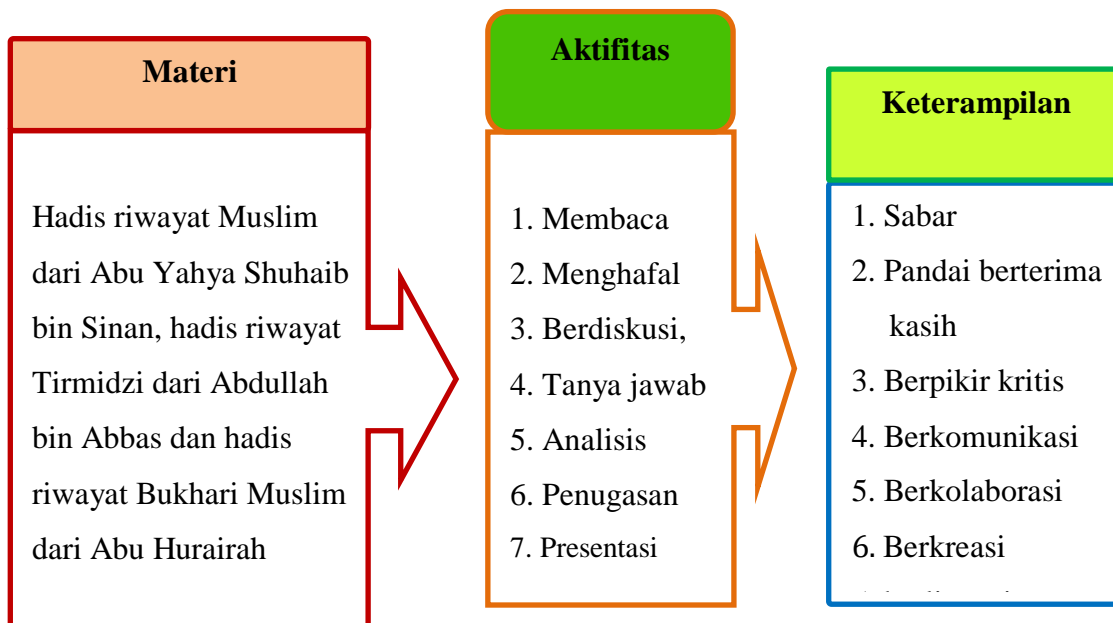 Materi
Hadis riwayat Muslim
dari Abu Yahya Shuhaib
bin Sinan, hadis riwayat
Tirmidzi dari Abdullah
bin Abbas dan hadis
riwayat Bukhari Muslim
dari Abu Hurairah
Aktifitas
1. Membaca
2. Menghafal
3. Berdiskusi,
4. Tanya jawab
5. Analisis
6. Penugasan
7. Presentasi
Keterampilan
1. Sabar
2. Pandai berterima
kasih
3. Berpikir kritis
4. Berkomunikasi
5. Berkolaborasi
6. Berkreasi